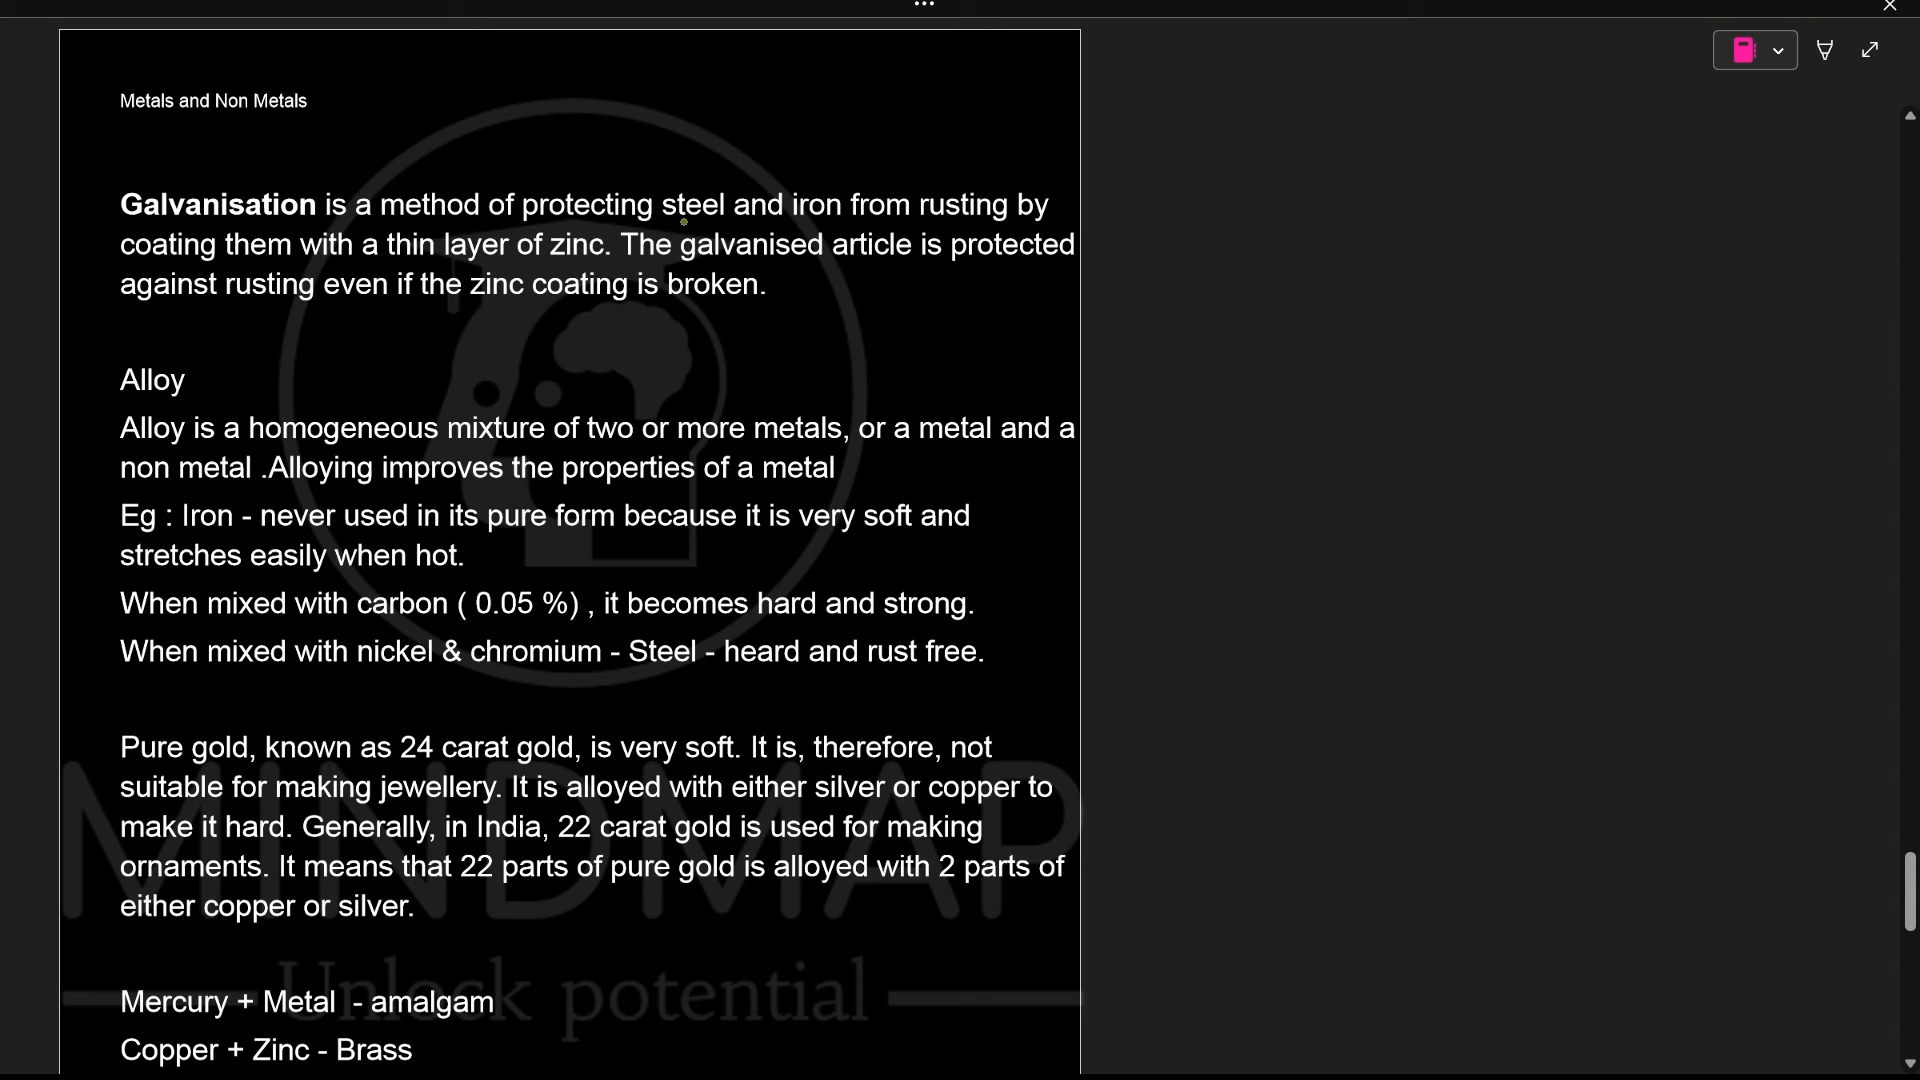 Metals and Non Metals
Galvanisation is a method of protecting steel and iron from rusting by
coating them with a thin layer of zinc. The galvanised article is protected
against rusting even if the zinc coating is broken.
Alloy
Alloy is a homogeneous mixture of two or more metals, or a metal and a
non metal .Alloying improves the properties of a metal
Eg : Iron - never used in its pure form because it is very soft and
stretches easily when hot.
When mixed with carbon ( 0.05 %) , it becomes hard and strong.
When mixed with nickel & chromium - Steel - heard and rust free.
Pure gold, known as 24 carat gold, is very soft. It is, therefore, not
suitable for making jewellery. It is alloyed with either silver or copper to
make it hard. Generally, in India, 22 carat gold is used for making
ornaments. It means that 22 parts of pure gold is alloyed with 2 parts of
either copper or silver.
MINDMAP
Unlock potential
Mercury + Metal - amalgam
Copper + Zinc - Brass